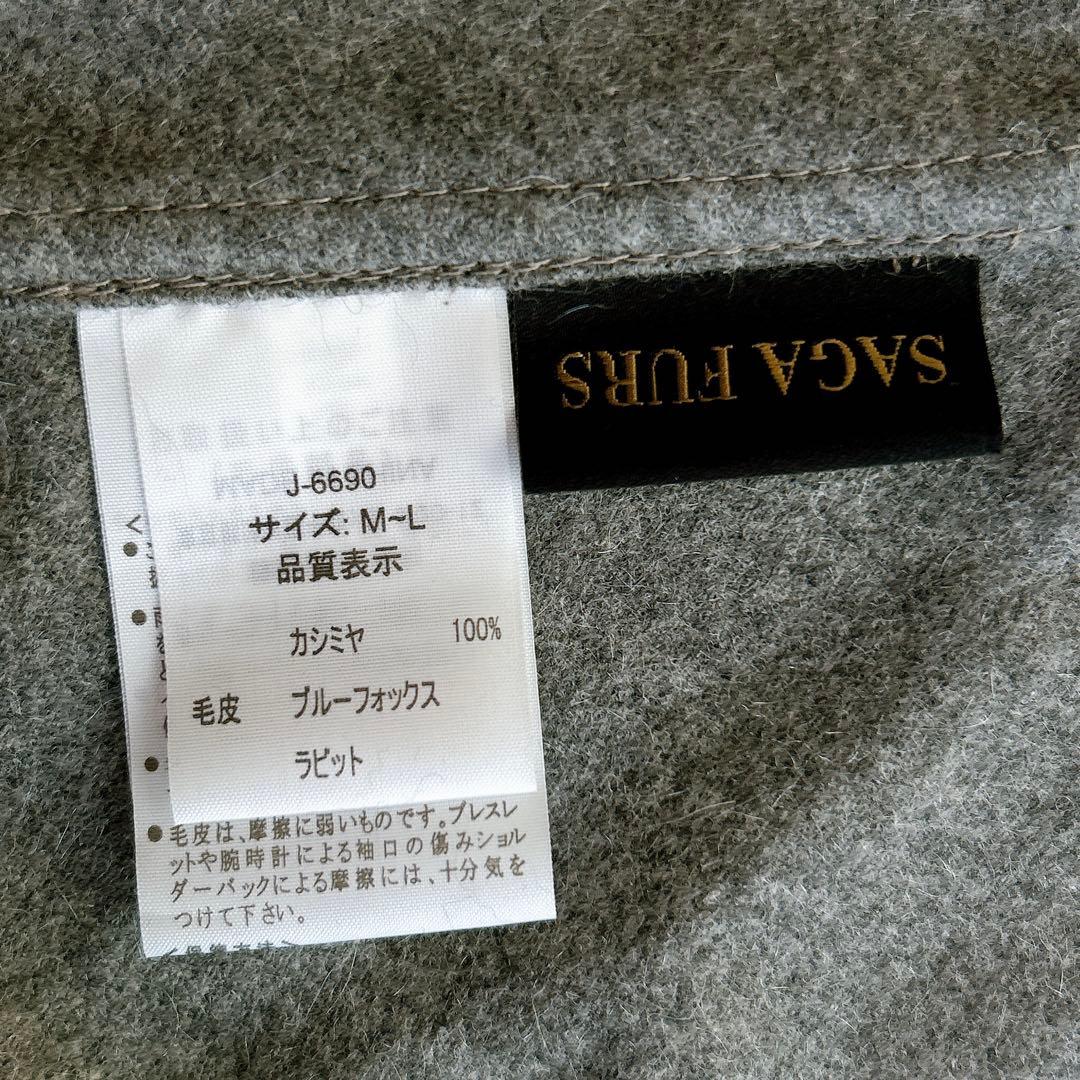 SAGA FURS
J-6690
サイズ: M~L
品質表示
カシミヤ 100%
毛皮 ブルーフォックス
ラビット
●毛皮は、摩擦に弱いものです。ブレスレ
ットや腕時計による袖口の傷みショル
ダーバックによる摩擦には、十分気を
つけて下さい。